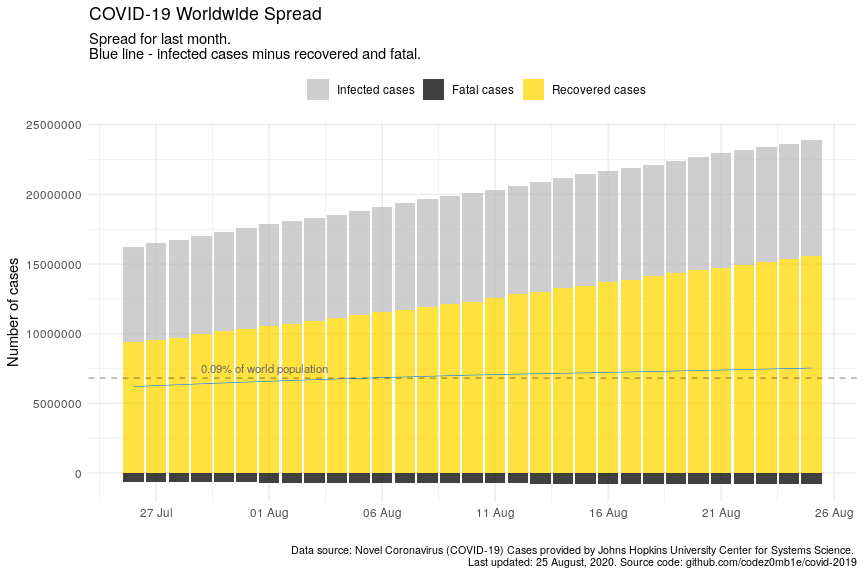 COVID-19 Worldwlde Spread
Spread for last month.
Blue line - infected cases minus recovered and fatal.
Infected cases Fatal cases Recovered cases
25000000
20000000
15000000
10000000
5000000
0
Number of cases
0.09% of world population
27 Jul 01 Aug 06 Aug 11 Aug 16 Aug 21 Aug 26 Aug
Data source: Novel Coronavirus (COVID-19) Cases provided by Johns Hopkins University Center for Systems Science.
Last updated: 25 August, 2020. Source code: github.com/codez0mb1e/covid-2019